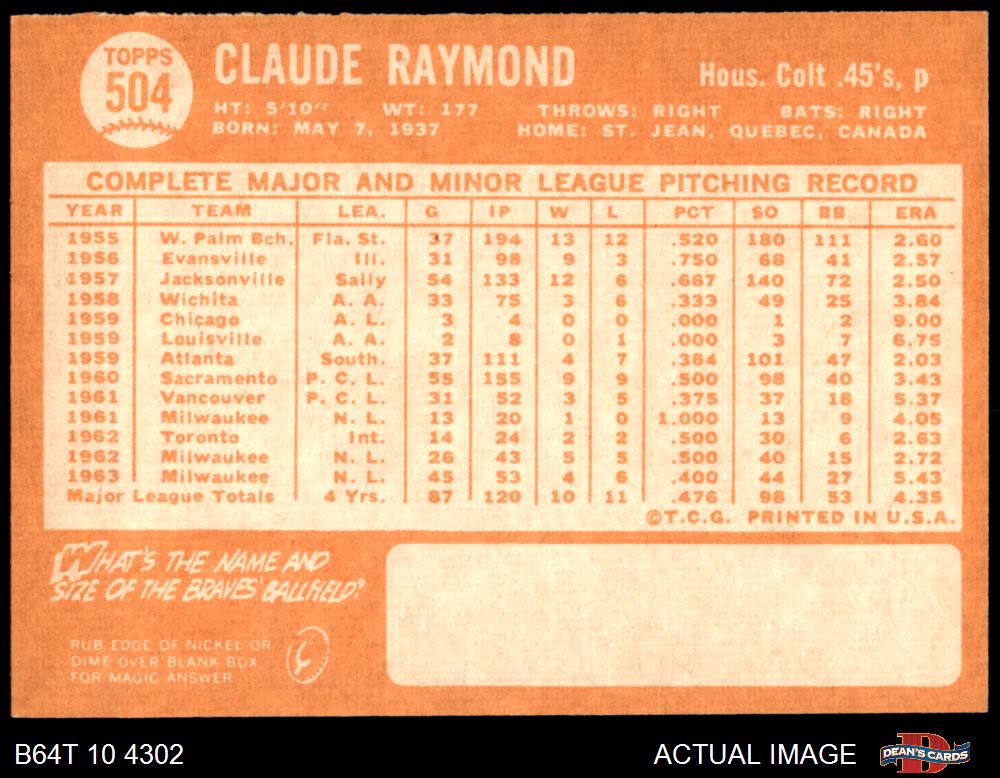 TOPPS
504
CLAUDE RAYMOND
Hous. Colt .45's, p
HT: 5'10" WT: 177 THROWS: RIGHT BATS: RIGHT
BORN: MAY 7, 1937 HOME: ST. JEAN, QUEBEC, CANADA
COMPLETE MAJOR AND MINOR LEAGUE PITCHING RECORD
YEAR TEAM LEA. G IP W L PCT SO BB ERA
1955 W. Palm Bch. Fla. St. 37 194 13 12 .520 180 111 2.60
1956 Evansville Ill. 31 98 9 3 .750 68 41 2.57
1957 Jacksonville Sally 54 133 12 6 .667 140 72 2.50
1958 Wichita A. A. 33 75 3 6 .333 49 25 3.84
1959 Chicago A. L. 3 4 0 0 .000 1 2 9.00
1959 Louisville A. A. 2 8 0 1 .000 3 7 6.75
1959 Atlanta South. 37 111 4 7 .364 101 47 2.03
1960 Sacramento P. C. L. 55 155 9 9 .500 98 40 3.43
1961 Vancouver P. C. L. 31 52 3 5 .375 37 18 5.37
1961 Milwaukee N. L. 13 20 1 0 1.000 13 9 4.05
1962 Toronto Int. 14 24 2 2 .500 30 6 2.63
1962 Milwaukee N. L. 26 43 5 5 .500 40 15 2.72
1963 Milwaukee N. L. 45 53 4 6 .400 44 27 5.43
Major League Totals 4 Yrs. 87 120 10 11 .476 98 53 4.35
©T.C.G. PRINTED IN U.S.A.
WHAT'S THE NAME AND
SIZE OF THE BRAVES' BALLFIELD?
RUB EDGE OF NICKEL OR
DIME OVER BLANK BOX
FOR MAGIC ANSWER
B64T 10 4302
ACTUAL IMAGE
DEAN'S CARDS